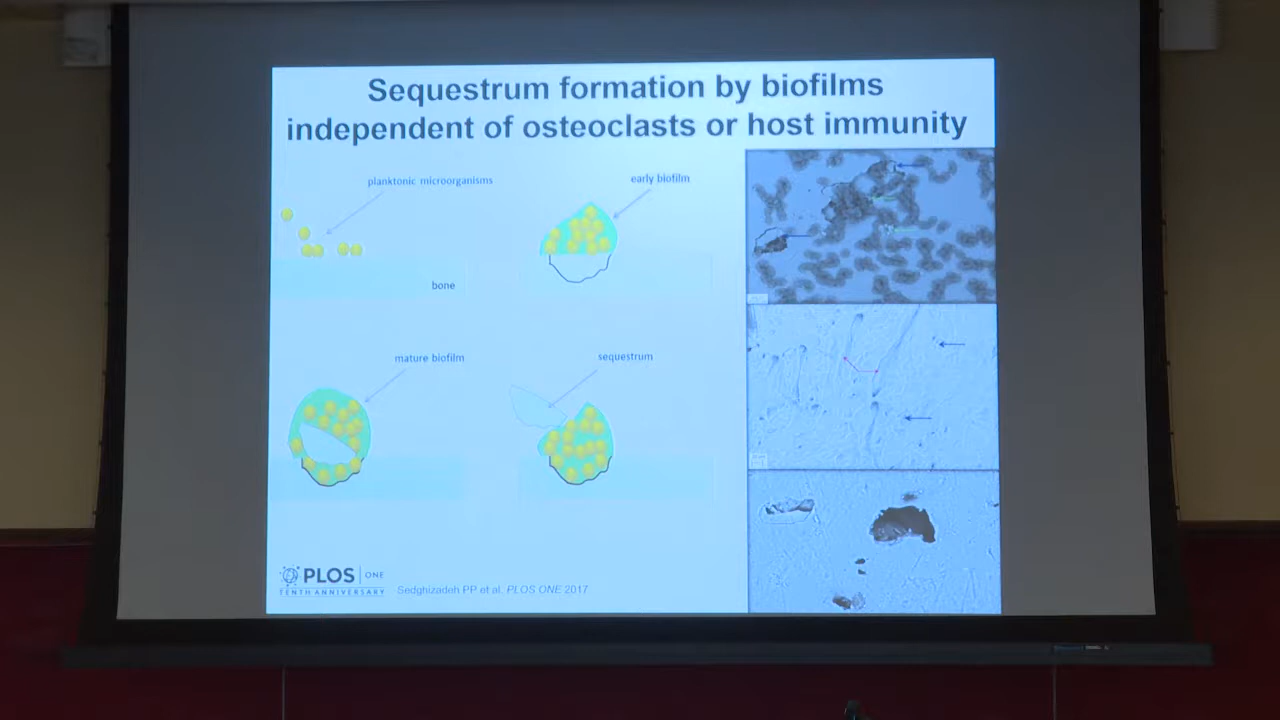 Sequestrum formation by biofilms
independent of osteoclasts or host immunity
planktonic microorganisms
early biofilm
bone
mature biofilm
sequestrum
PLOS ONE
TENTH ANNIVERSARY
Sedghizadeh PP et al. PLOS ONE 2017